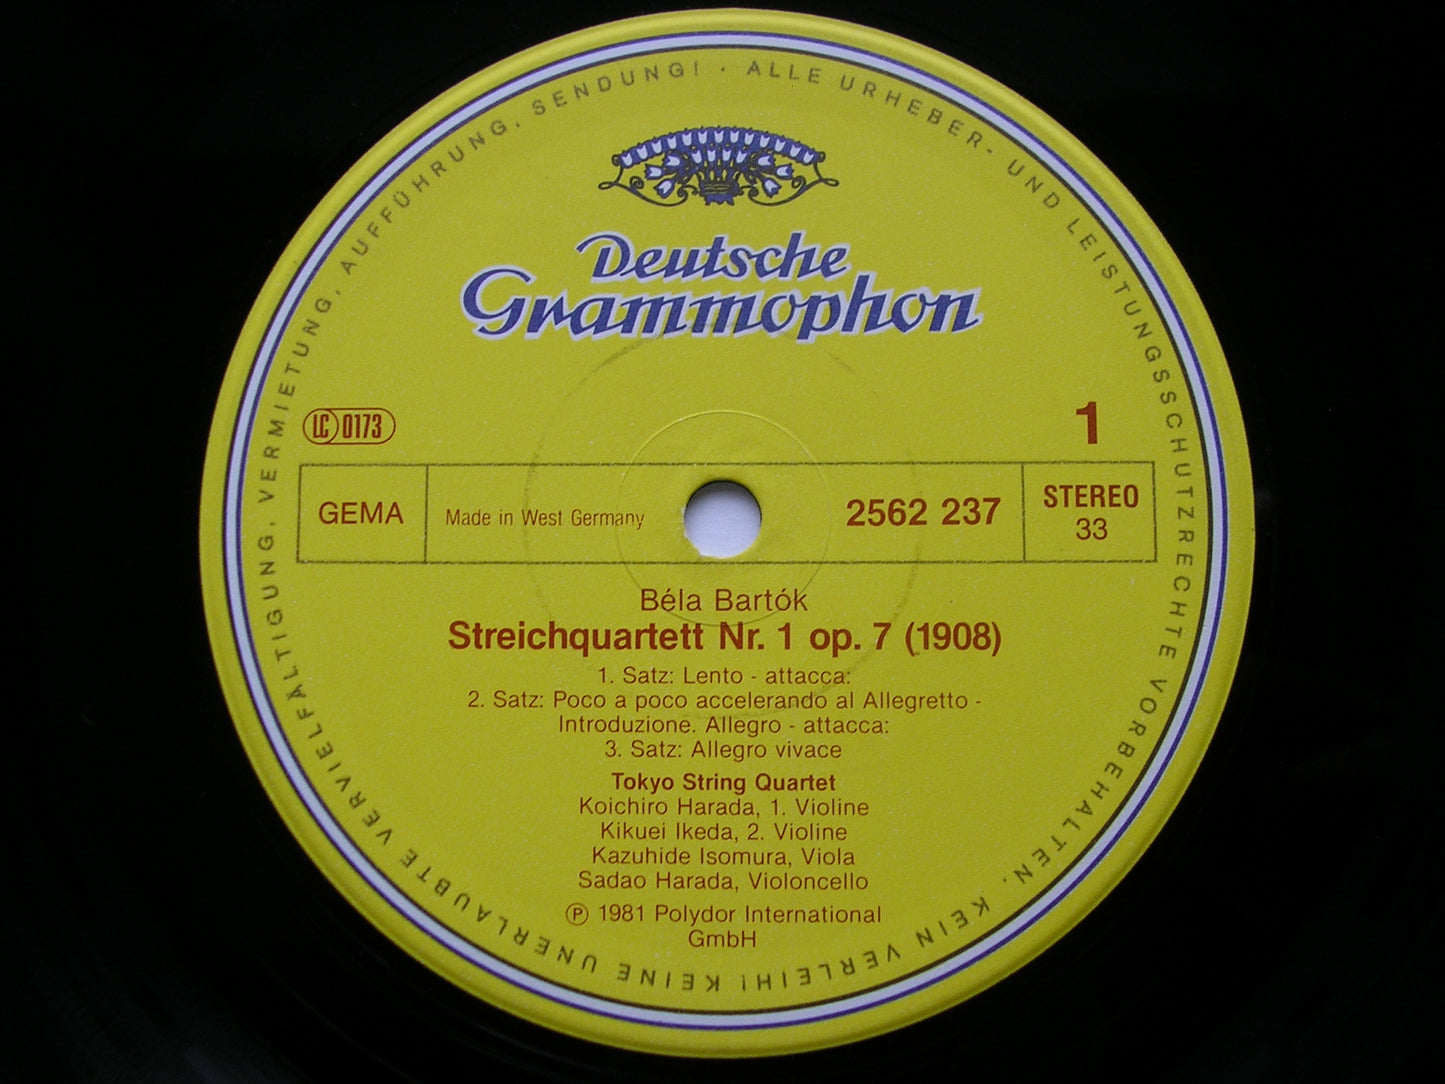 ALLE URHEBER- UND LEISTUNGSSCHUTZRECHTE VORBEHALTEN. KEIN VERLEIH! KEINE UNERLAUBTE VERVIELFÄLTIGUNG, VERMIETUNG, AUFFÜHRUNG, SENDUNG! ·
Deutsche
Grammophon
LC 0173
1
GEMA
Made in West Germany
2562 237
STEREO
33
Béla Bartók
Streichquartett Nr. 1 op. 7 (1908)
1. Satz: Lento - attacca:
2. Satz: Poco a poco accelerando al Allegretto -
Introduzione. Allegro - attacca:
3. Satz: Allegro vivace
Tokyo String Quartet
Koichiro Harada, 1. Violine
Kikuei Ikeda, 2. Violine
Kazuhide Isomura, Viola
Sadao Harada, Violoncello
Ⓟ 1981 Polydor International
GmbH